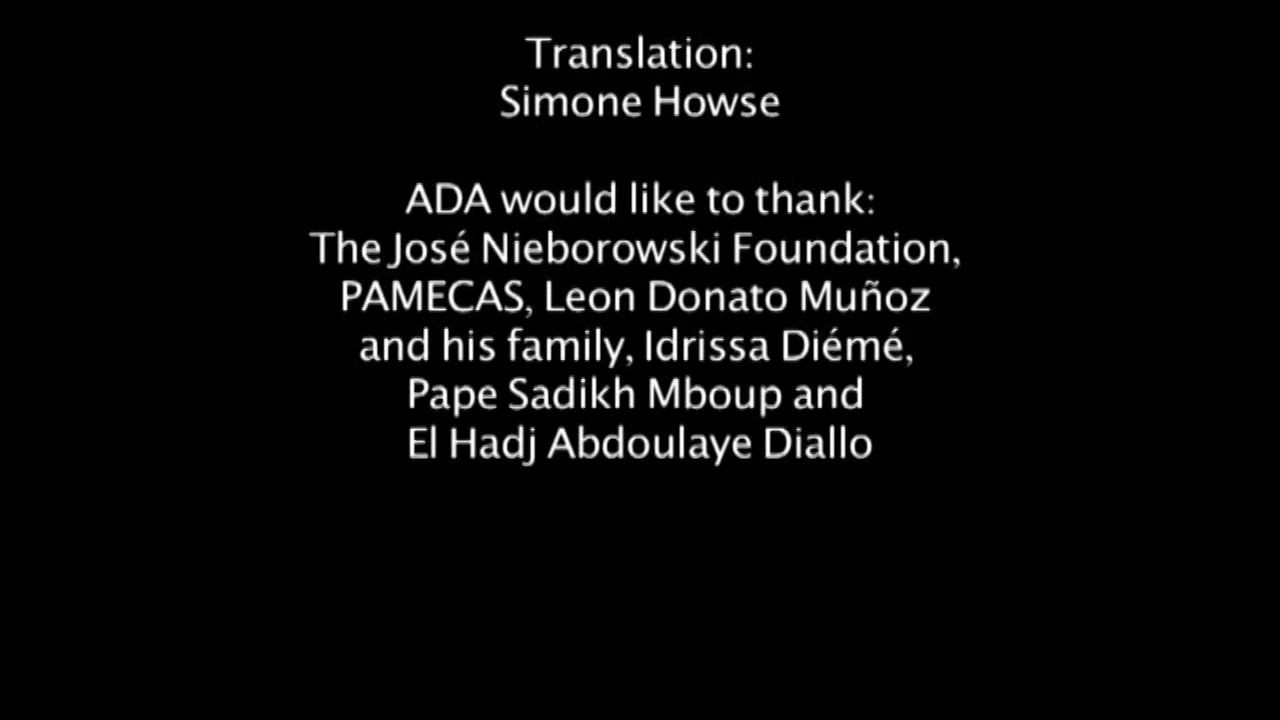 Translation:
Simone Howse
ADA would like to thank:
The José Nieborowski Foundation,
PAMECAS, Leon Donato Muñoz
and his family, Idrissa Diémé,
Pape Sadikh Mboup and
El Hadj Abdoulaye Diallo